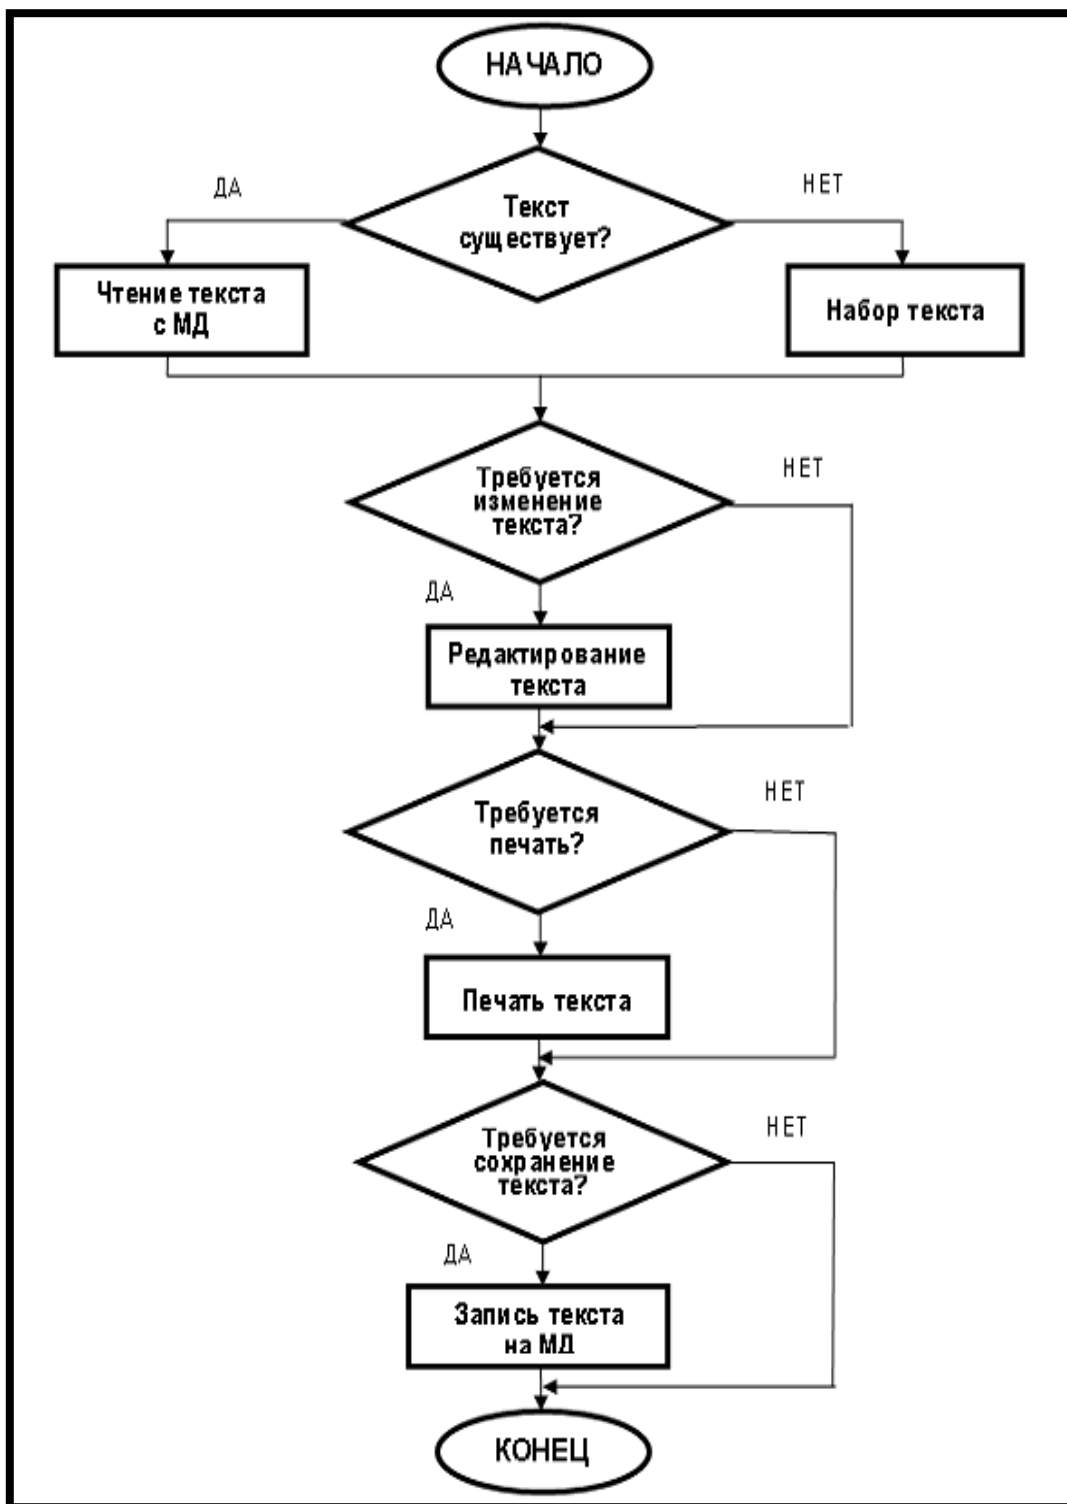 НАЧАЛО
ДА
НЕТ
Текст
существует?
Чтение текста
с МД
Набор текста
Требуется
изменение
текста?
НЕТ
ДА
Редактирование
текста
Требуется
печать?
НЕТ
ДА
Печать текста
Требуется
сохранение
текста?
НЕТ
ДА
Запись текста
на МД
КОНЕЦ